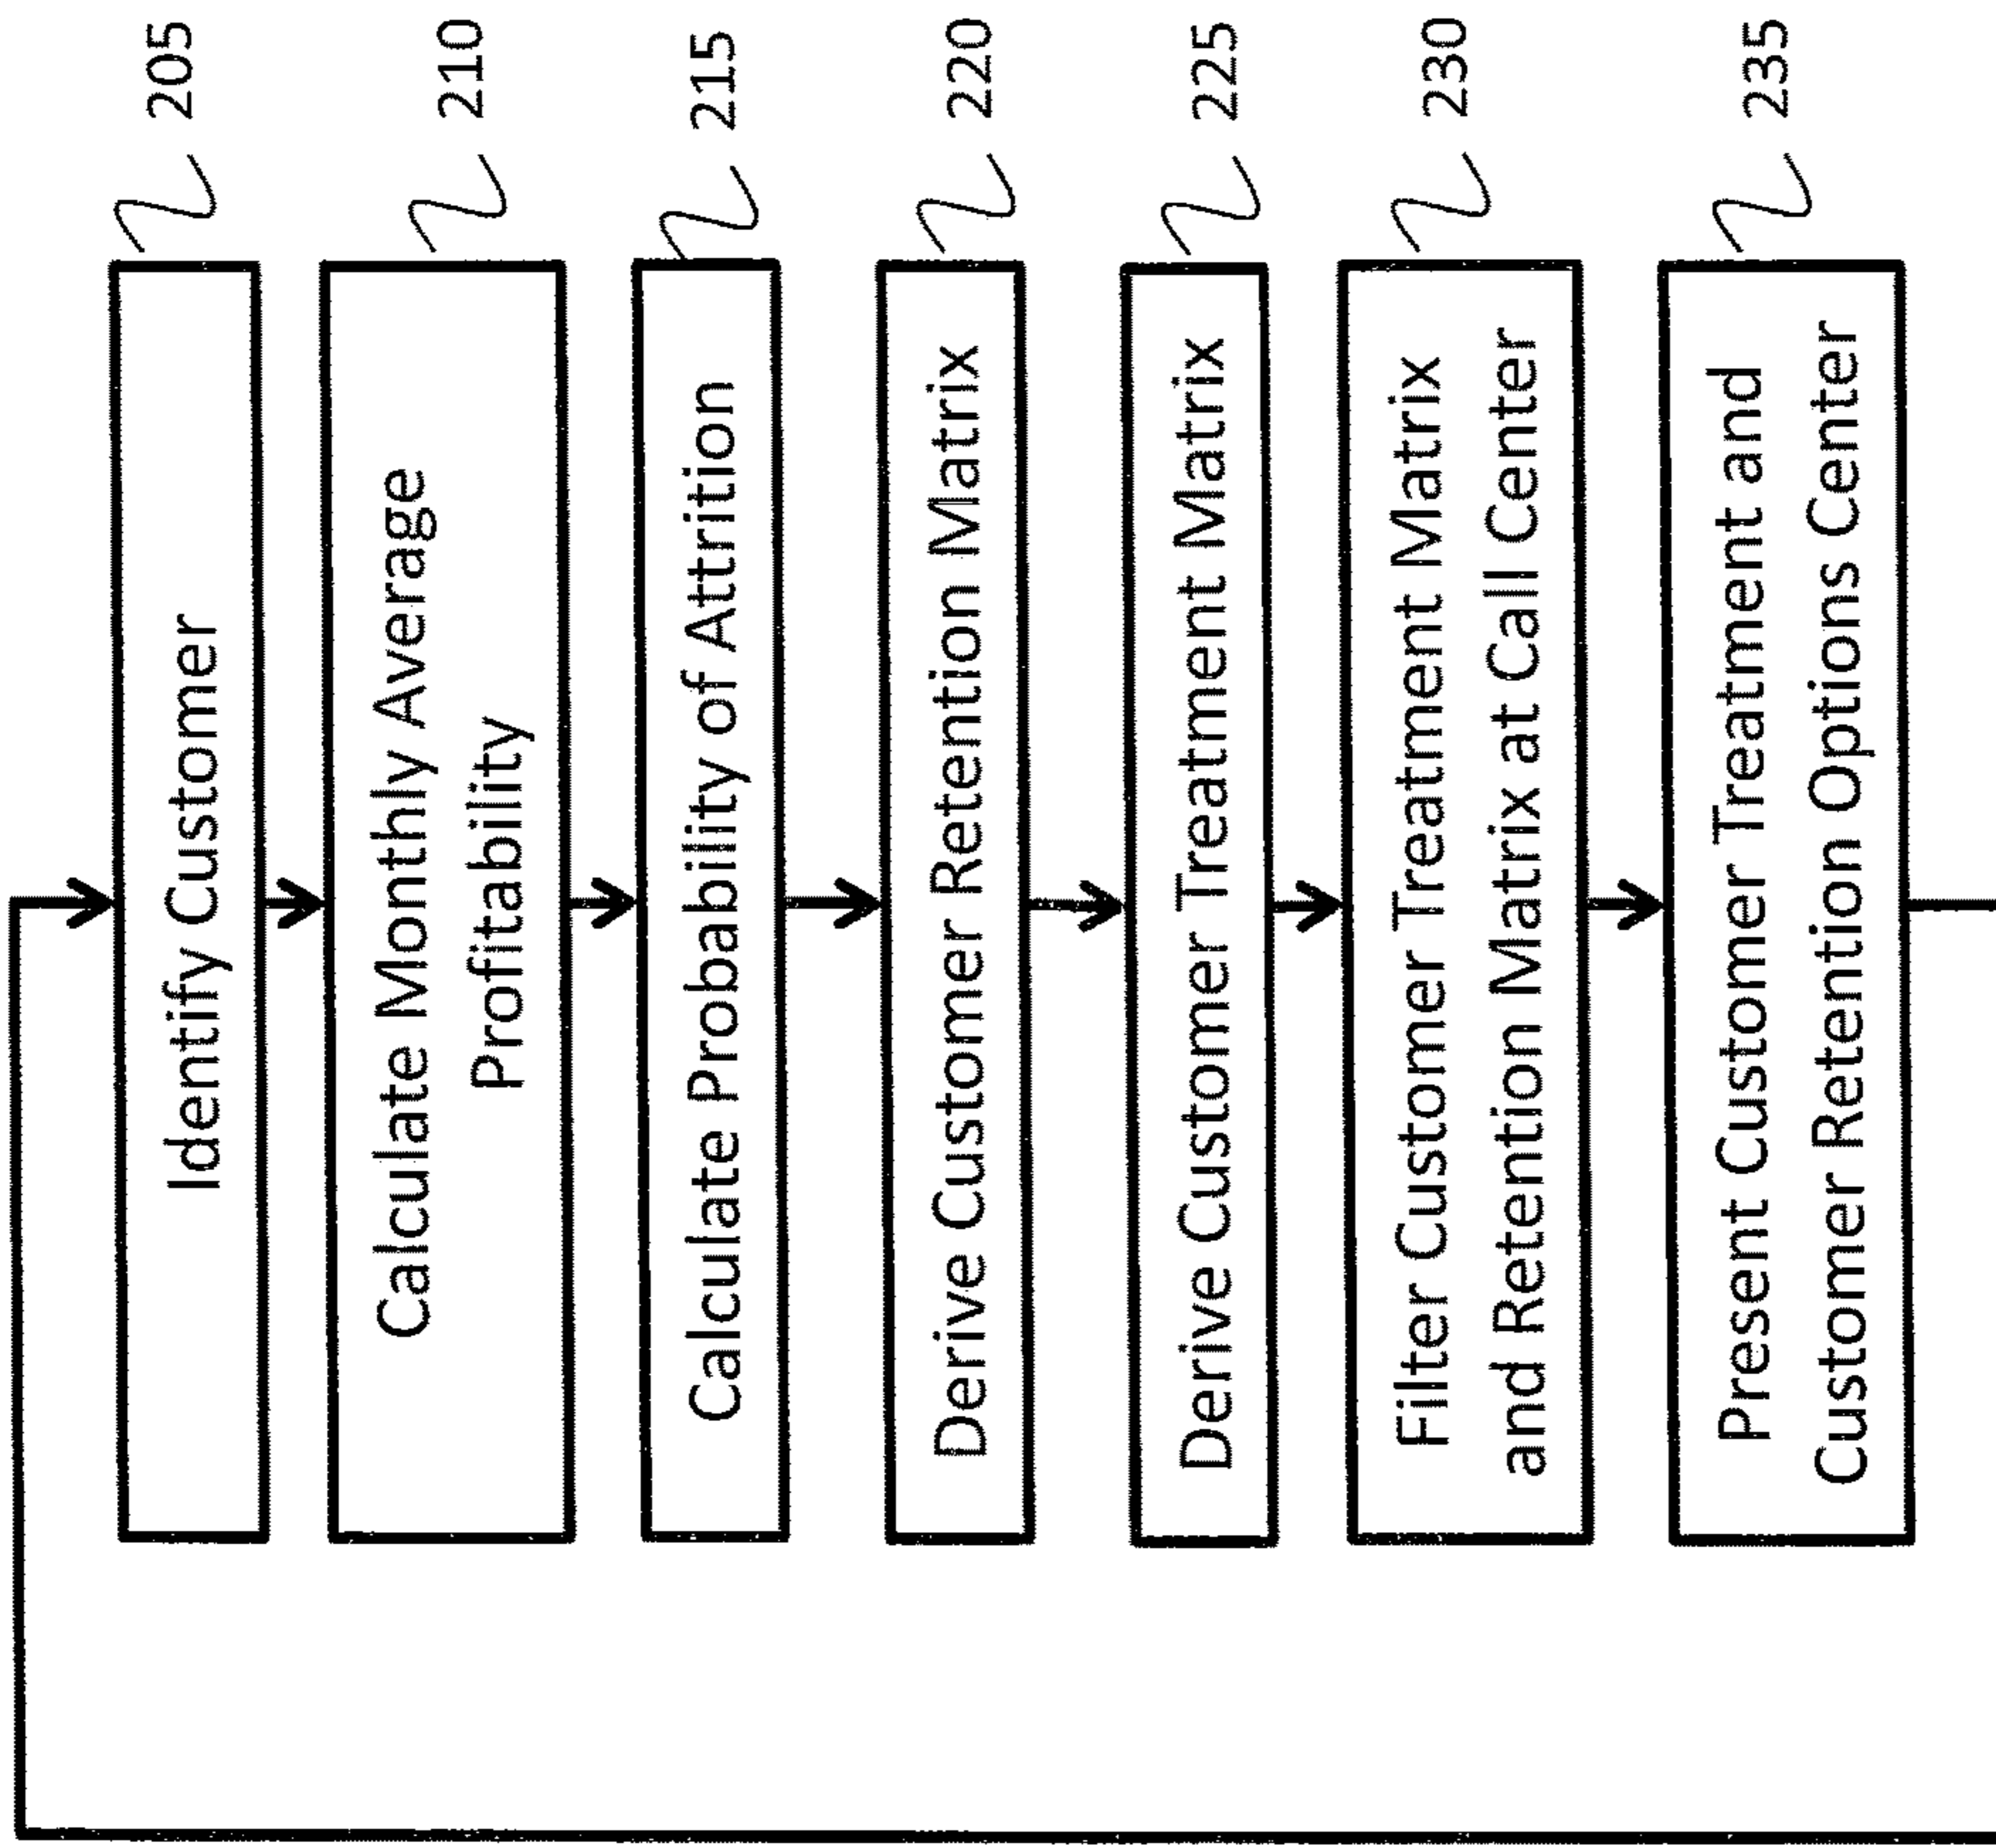 Identify Customer
205
Calculate Monthly Average
Profitability
210
Calculate Probability of Attrition
215
Derive Customer Retention Matrix
220
Derive Customer Treatment Matrix
225
Filter Customer Treatment Matrix
and Retention Matrix at Call Center
230
Present Customer Treatment and
Customer Retention Options Center
235